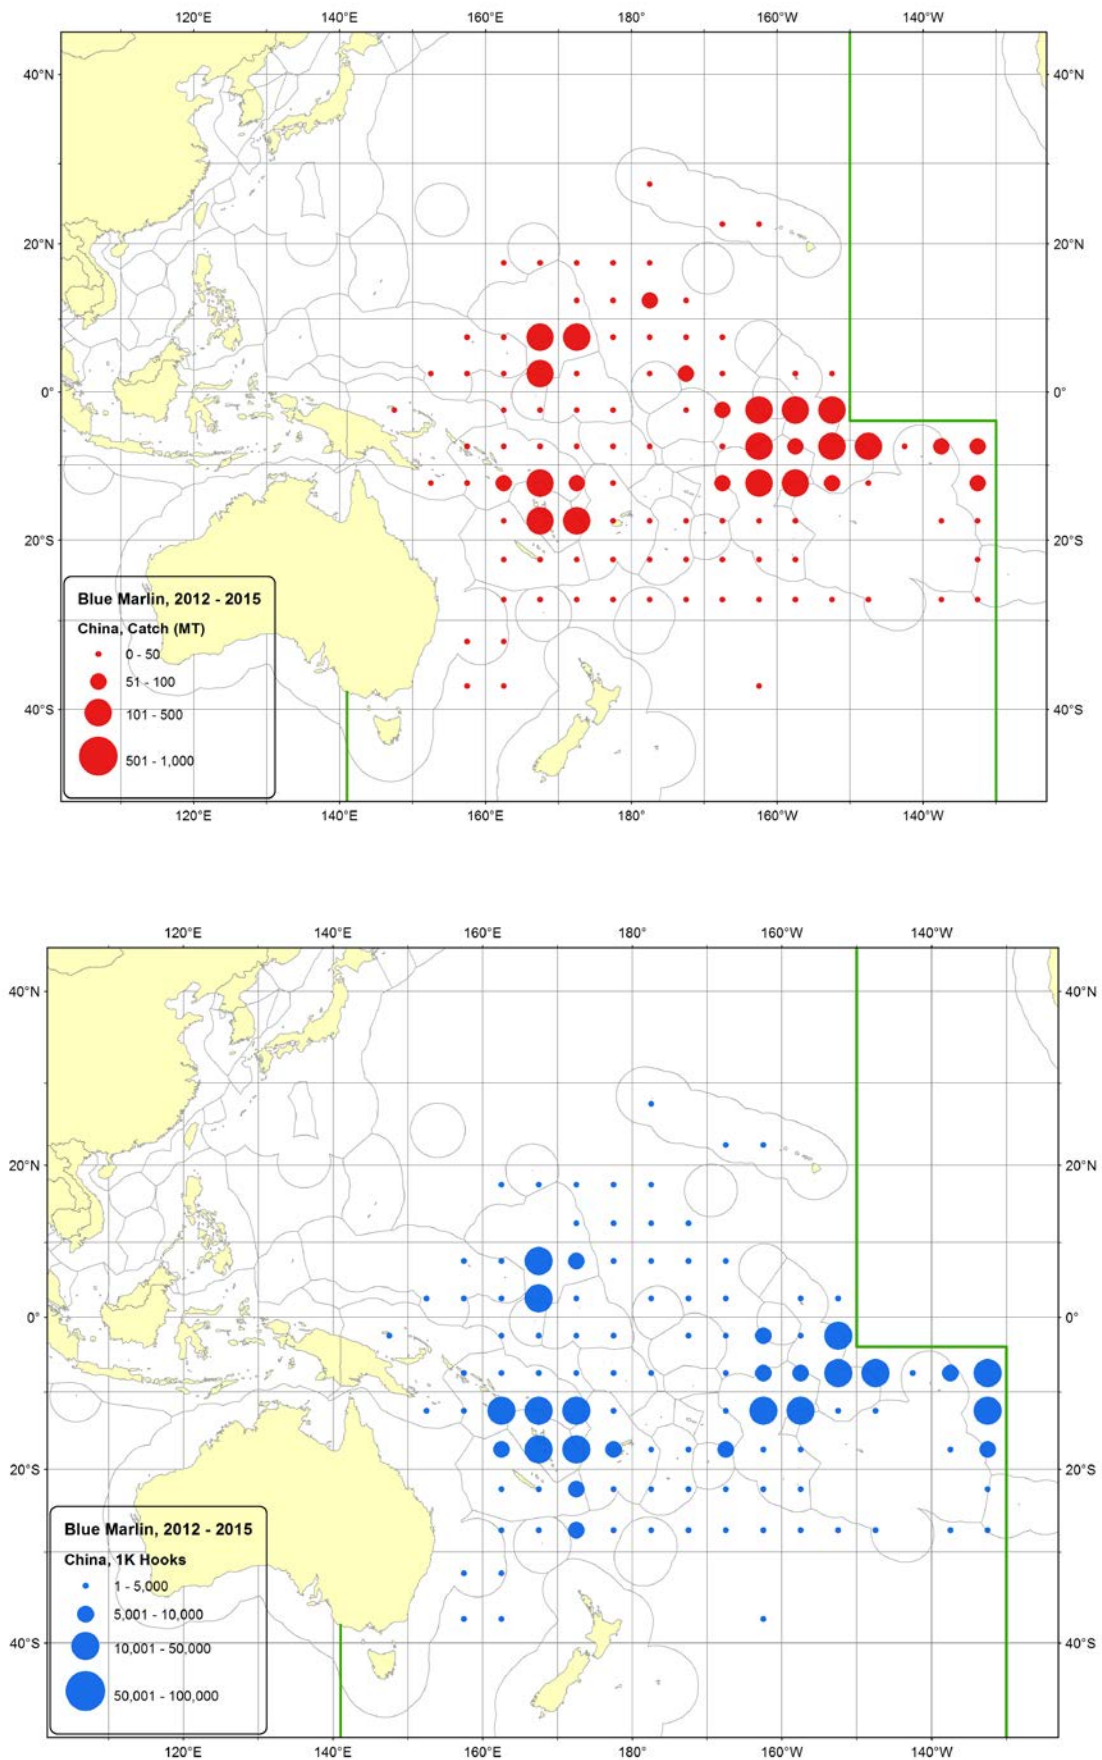 120°E 140°E 160°E 180° 160°W 140°W
40°N 40°N
20°N 20°N
0° 0°
20°S 20°S
Blue Marlin, 2012 - 2015
China, Catch (MT)
0 - 50
51 - 100
101 - 500
501 - 1,000
40°S 40°S
120°E 140°E 160°E 180° 160°W 140°W
120°E 140°E 160°E 180° 160°W 140°W
40°N 40°N
20°N 20°N
0° 0°
20°S 20°S
Blue Marlin, 2012 - 2015
China, 1K Hooks
1 - 5,000
5,001 - 10,000
10,001 - 50,000
50,001 - 100,000
40°S 40°S
120°E 140°E 160°E 180° 160°W 140°W